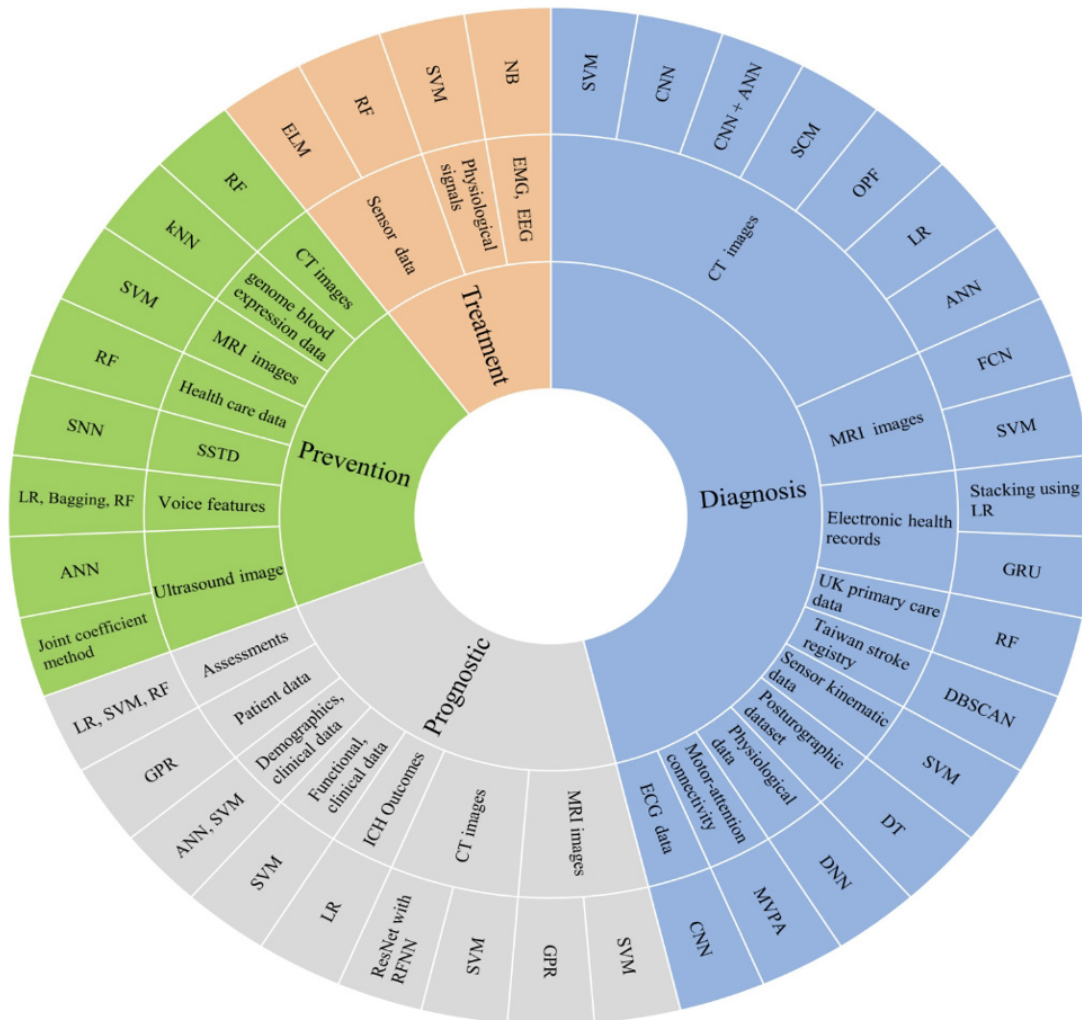 Diagnosis
CT images
SVM
CNN
CNN + ANN
SCM
OPF
LR
ANN
MRI images
FCN
SVM
Electronic health
records
Stacking using
LR
GRU
UK primary care
data
RF
Taiwan stroke
registry
DBSCAN
Sensor kinematic
data
SVM
Posturographic
dataset
DT
Physiological
data
DNN
Motor-attention
connectivity
MVPA
ECG data
CNN
Prognostic
MRI images
SVM
GPR
CT images
SVM
ResNet with
RFNN
ICH Outcomes
LR
Functional,
clinical data
SVM
Demographics,
clinical data
ANN, SVM
Patient data
GPR
Assessments
LR, SVM, RF
Prevention
Ultrasound image
Joint coefficient
method
ANN
Voice features
LR, Bagging, RF
SSTD
SNN
Health care data
RF
MRI images
SVM
genome blood
expression data
kNN
CT images
RF
Treatment
Sensor data
ELM
RF
Physiological
signals
SVM
EMG, EEG
NB